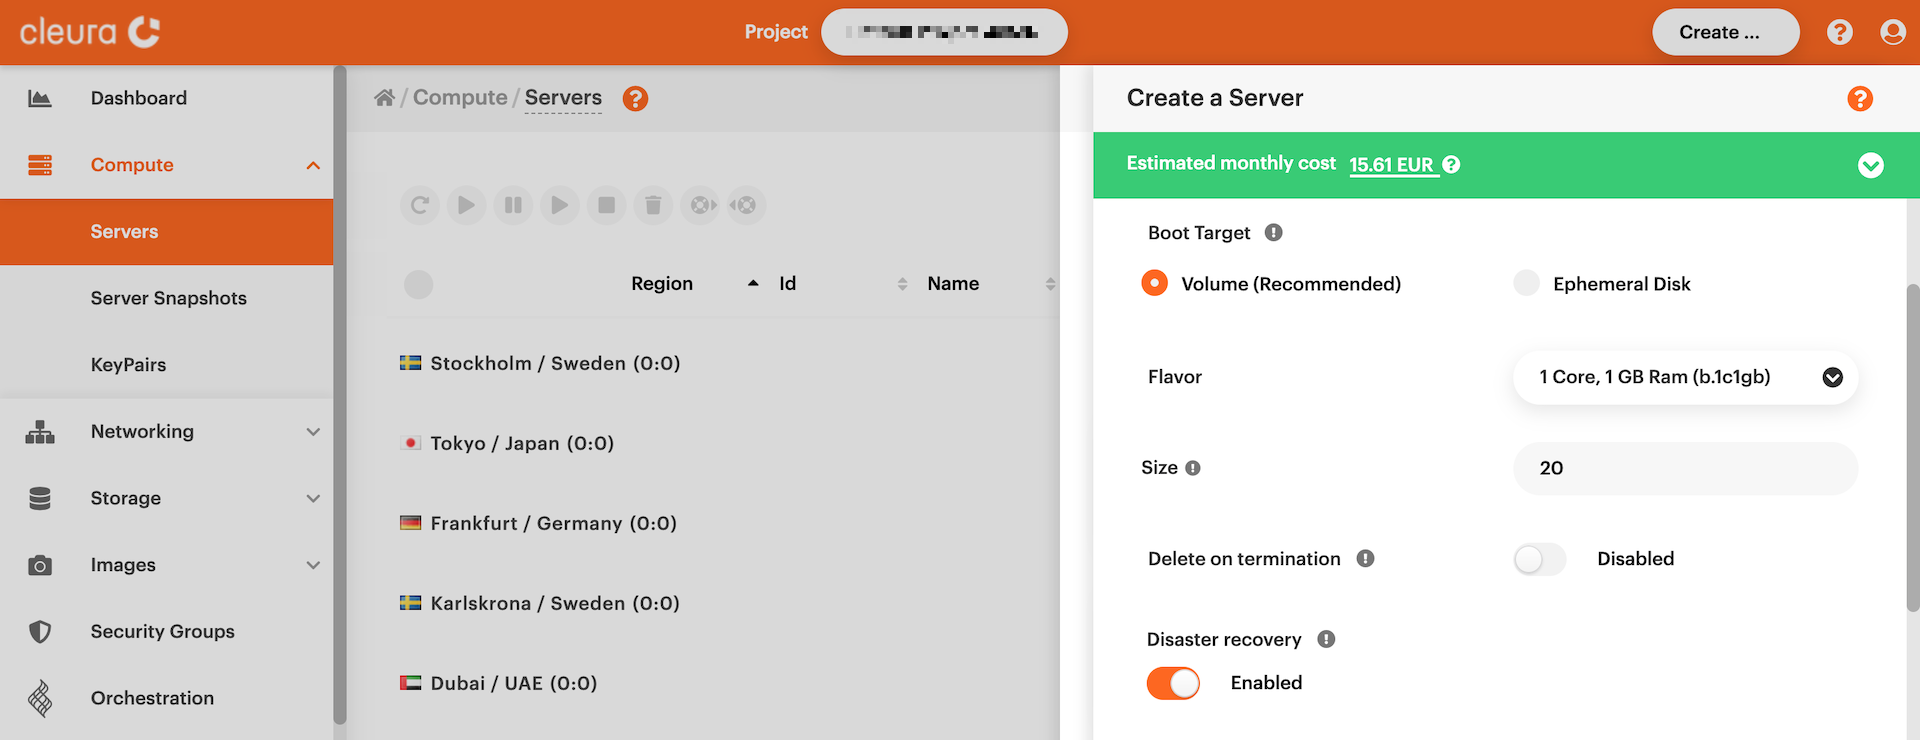 cleura
Project
Create ...
Dashboard
Compute
Servers
Server Snapshots
KeyPairs
Networking
Storage
Images
Security Groups
Orchestration
/ Compute / Servers
Region Id Name
Stockholm / Sweden (0:0)
Tokyo / Japan (0:0)
Frankfurt / Germany (0:0)
Karlskrona / Sweden (0:0)
Dubai / UAE (0:0)
Create a Server
Estimated monthly cost 15.61 EUR
Boot Target
Volume (Recommended) Ephemeral Disk
Flavor 1 Core, 1 GB Ram (b.1c1gb)
Size 20
Delete on termination Disabled
Disaster recovery
Enabled